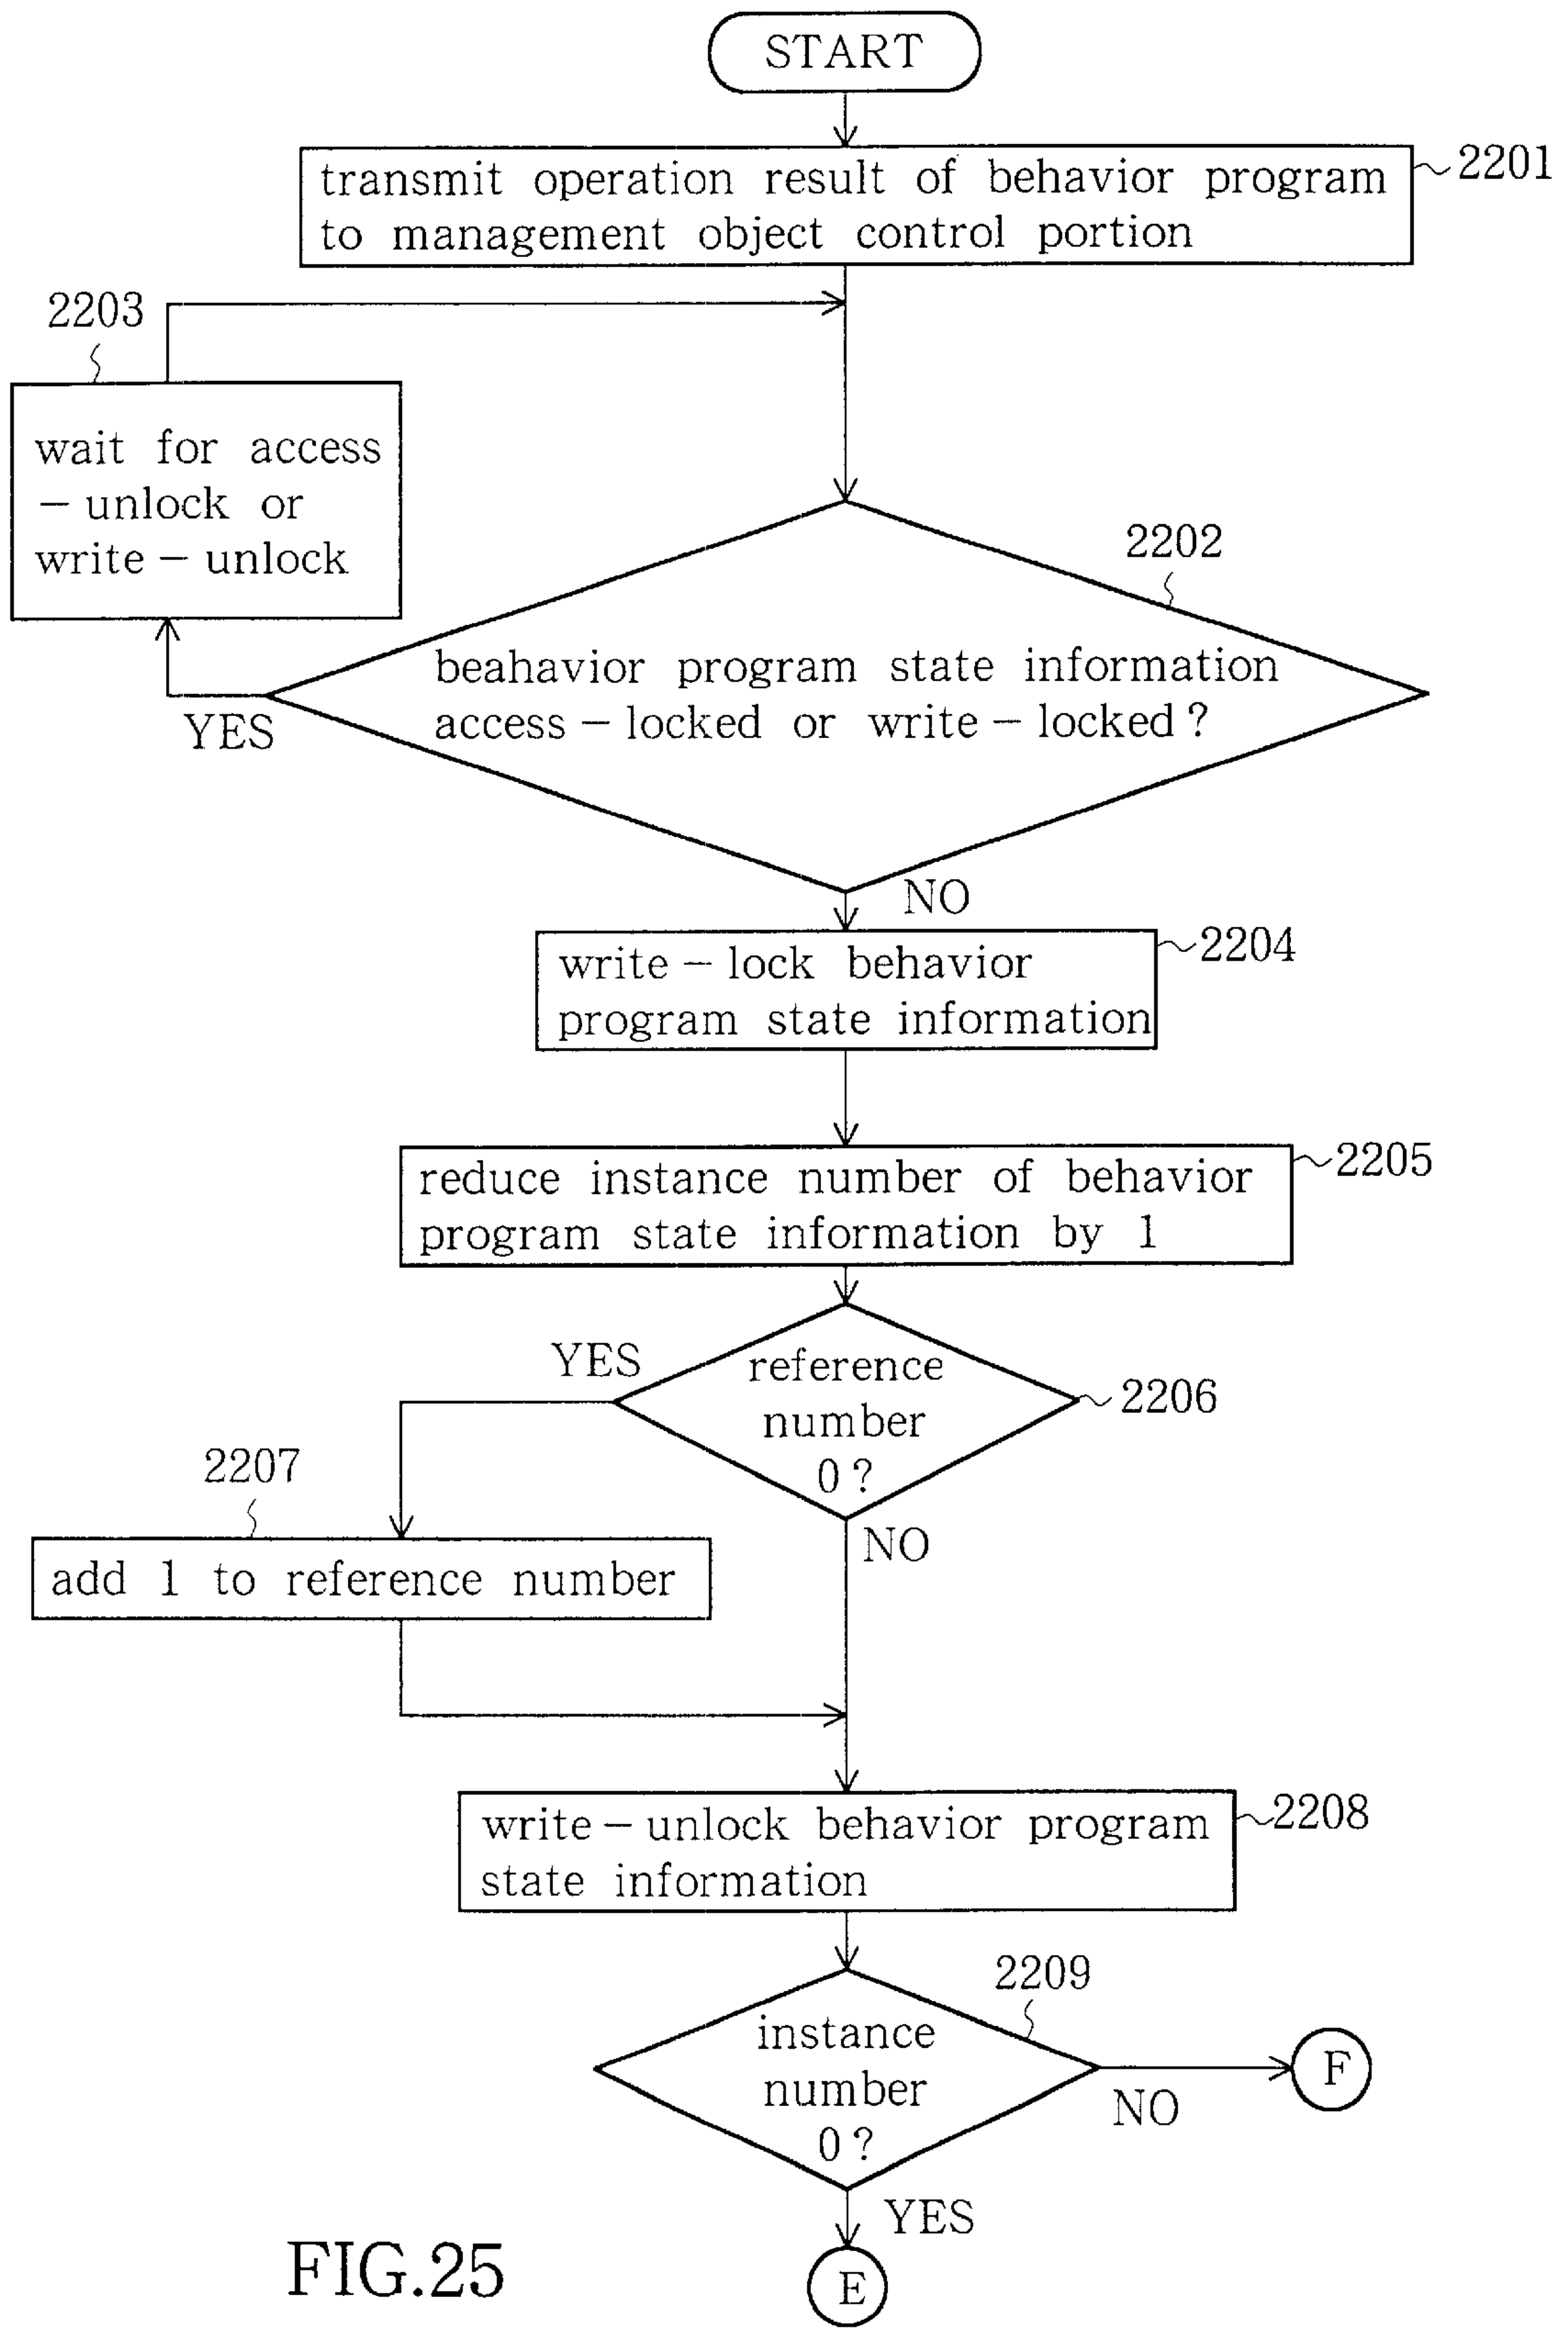 START
transmit operation result of behavior program
to management object control portion
2201
2203
wait for access
－unlock or
write－unlock
2202
beahavior program state information
access－locked or write－locked?
YES
NO
2204
write－lock behavior
program state information
2205
reduce instance number of behavior
program state information by 1
YES
reference
number
0?
2206
2207
NO
add 1 to reference number
2208
write－unlock behavior program
state information
2209
instance
number
0?
F
NO
YES
FIG.25
E